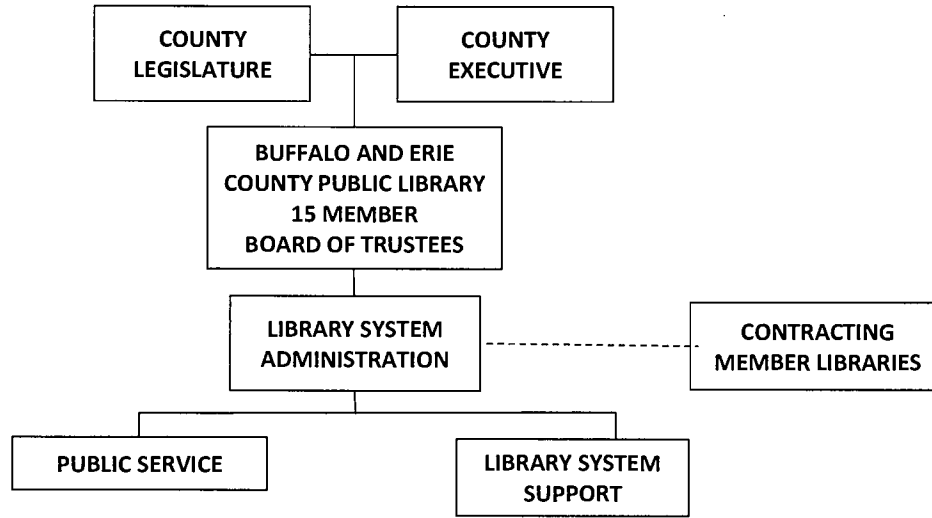 COUNTY
LEGISLATURE
COUNTY
EXECUTIVE
BUFFALO AND ERIE
COUNTY PUBLIC LIBRARY
15 MEMBER
BOARD OF TRUSTEES
LIBRARY SYSTEM
ADMINISTRATION
CONTRACTING
MEMBER LIBRARIES
PUBLIC SERVICE
LIBRARY SYSTEM
SUPPORT